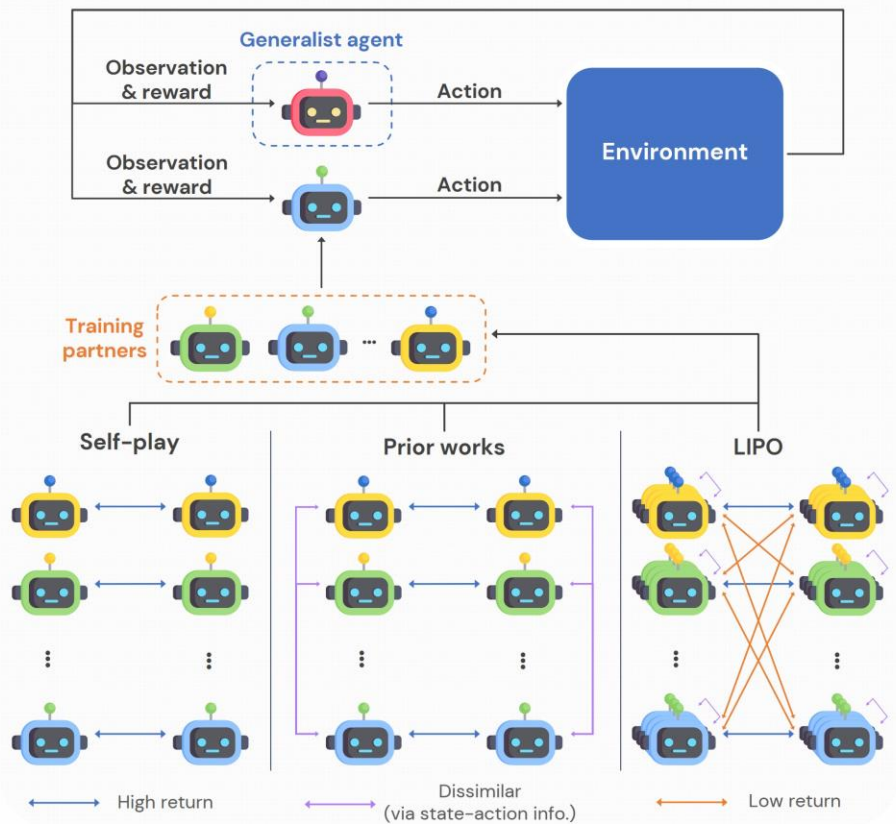 Generalist agent
Observation
& reward
Action
Observation
& reward
Action
Environment
Training
partners
...
Self-play
Prior works
LIPO
High return
Dissimilar
(via state-action info.)
Low return